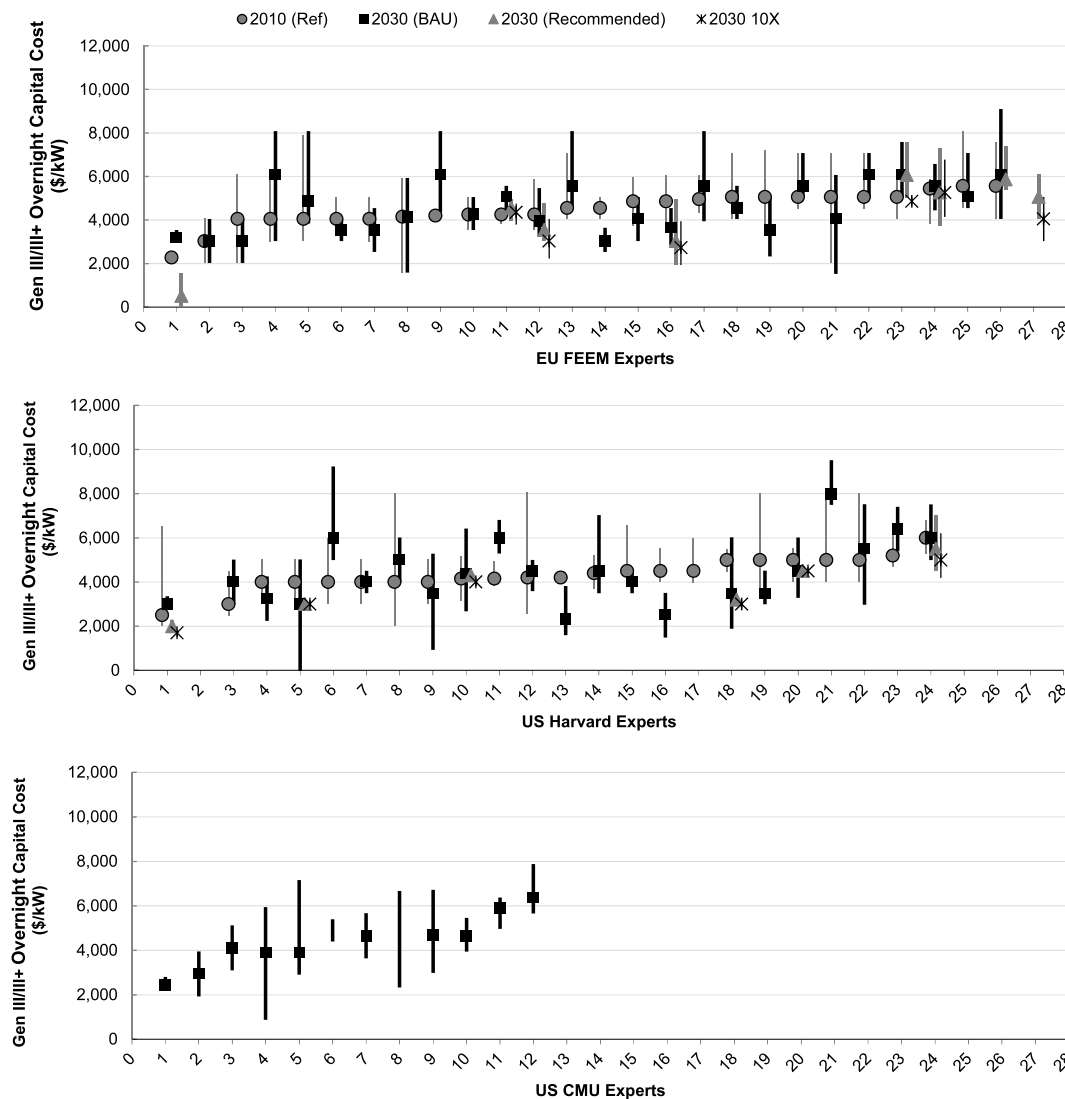 2010 (Ref) 2030 (BAU) 2030 (Recommended) 2030 10X
Gen III/III+ Overnight Capital Cost
($/kW)
12,000
10,000
8,000
6,000
4,000
2,000
0
0 1 2 3 4 5 6 7 8 9 10 11 12 13 14 15 16 17 18 19 20 21 22 23 24 25 26 27 28
EU FEEM Experts
Gen III/III+ Overnight Capital Cost
($/kW)
12,000
10,000
8,000
6,000
4,000
2,000
0
0 1 2 3 4 5 6 7 8 9 10 11 12 13 14 15 16 17 18 19 20 21 22 23 24 25 26 27 28
US Harvard Experts
Gen III/III+ Overnight Capital Cost
($/kW)
12,000
10,000
8,000
6,000
4,000
2,000
0
0 1 2 3 4 5 6 7 8 9 10 11 12 13 14 15 16 17 18 19 20 21 22 23 24 25 26 27 28
US CMU Experts